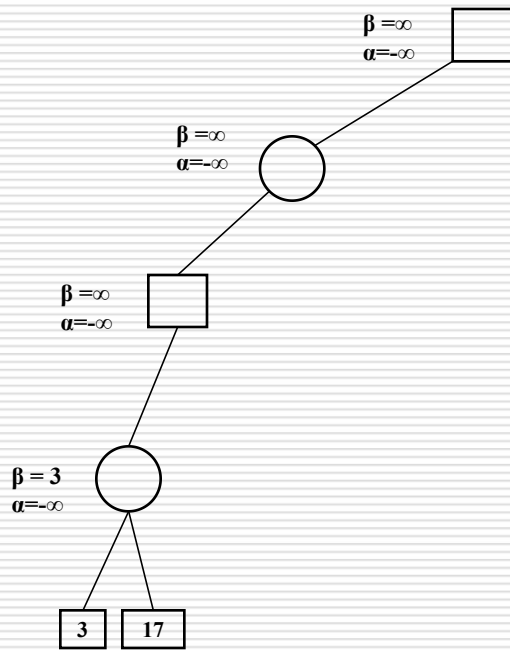 β =∞
α=-∞
β =∞
α=-∞
β =∞
α=-∞
β = 3
α=-∞
3
17